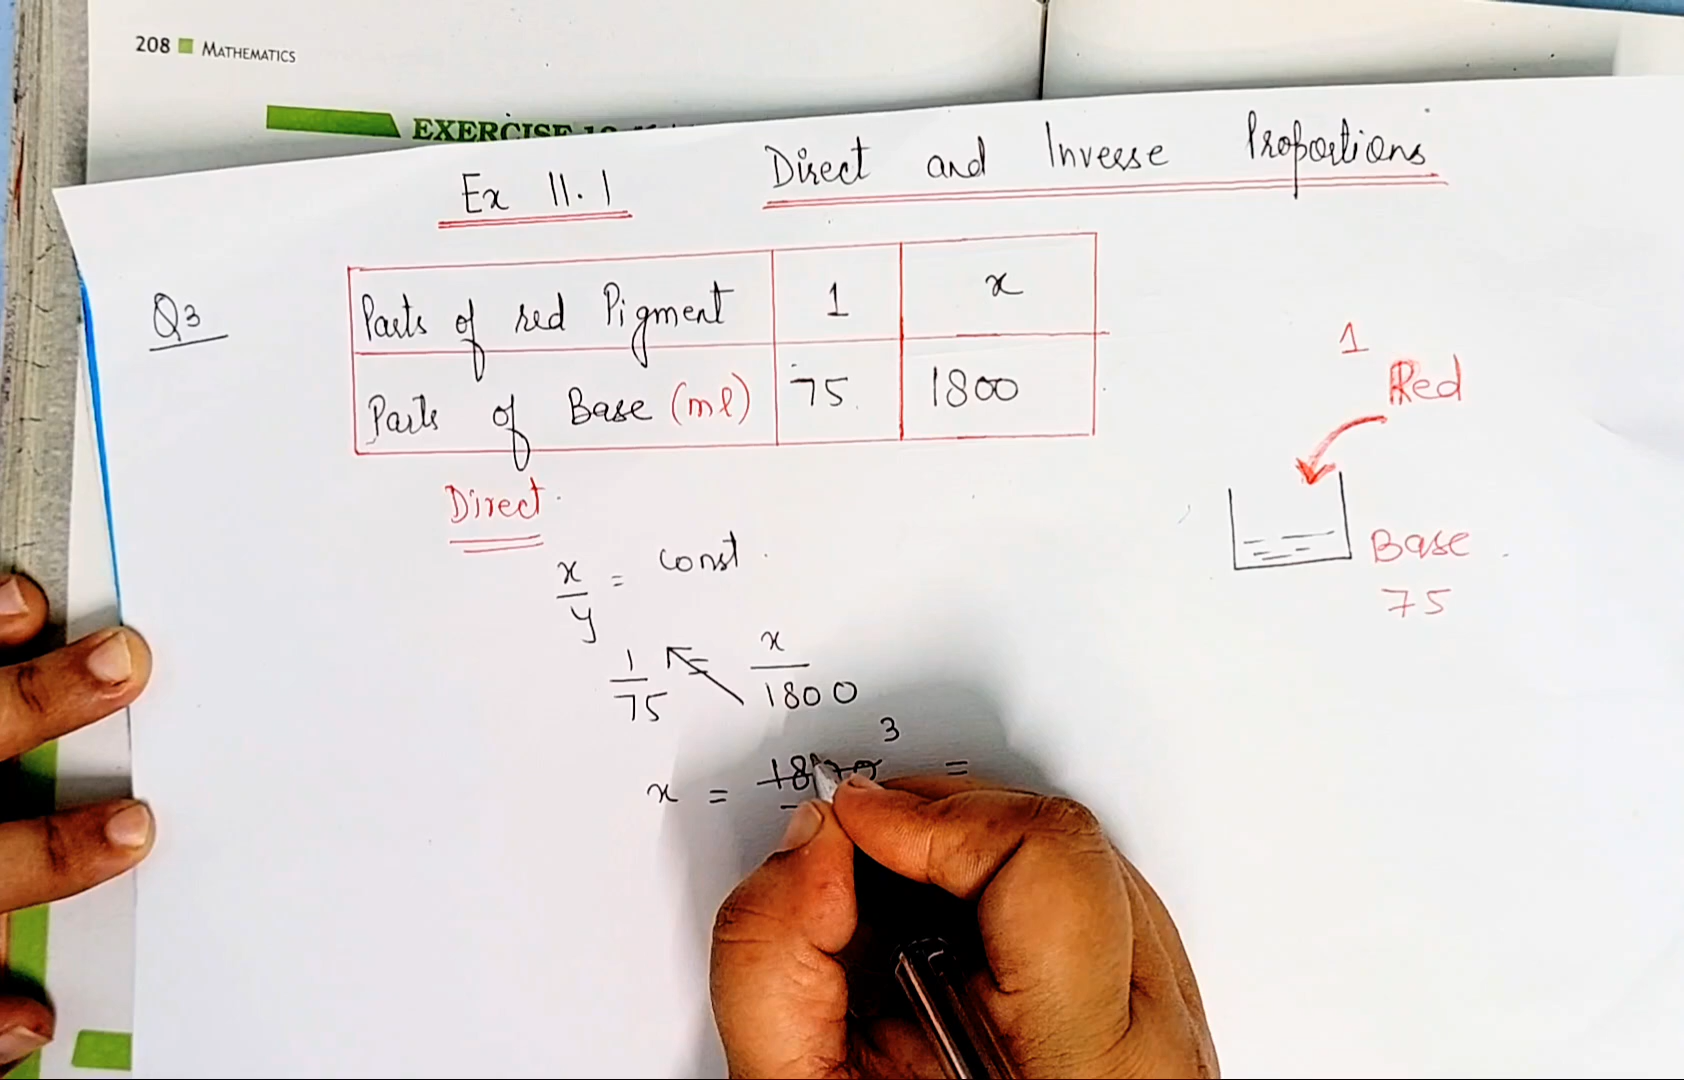 208 MATHEMATICS
EXERCISE
Ex 11.1 Direct and Inverse Proportions
Q3
Parts of red Pigment 1 x
Parts of Base (ml) 75 1800
1
Red
Direct
Base
75
x/y = const.
1/75 = x/1800
3
x = 1800 =